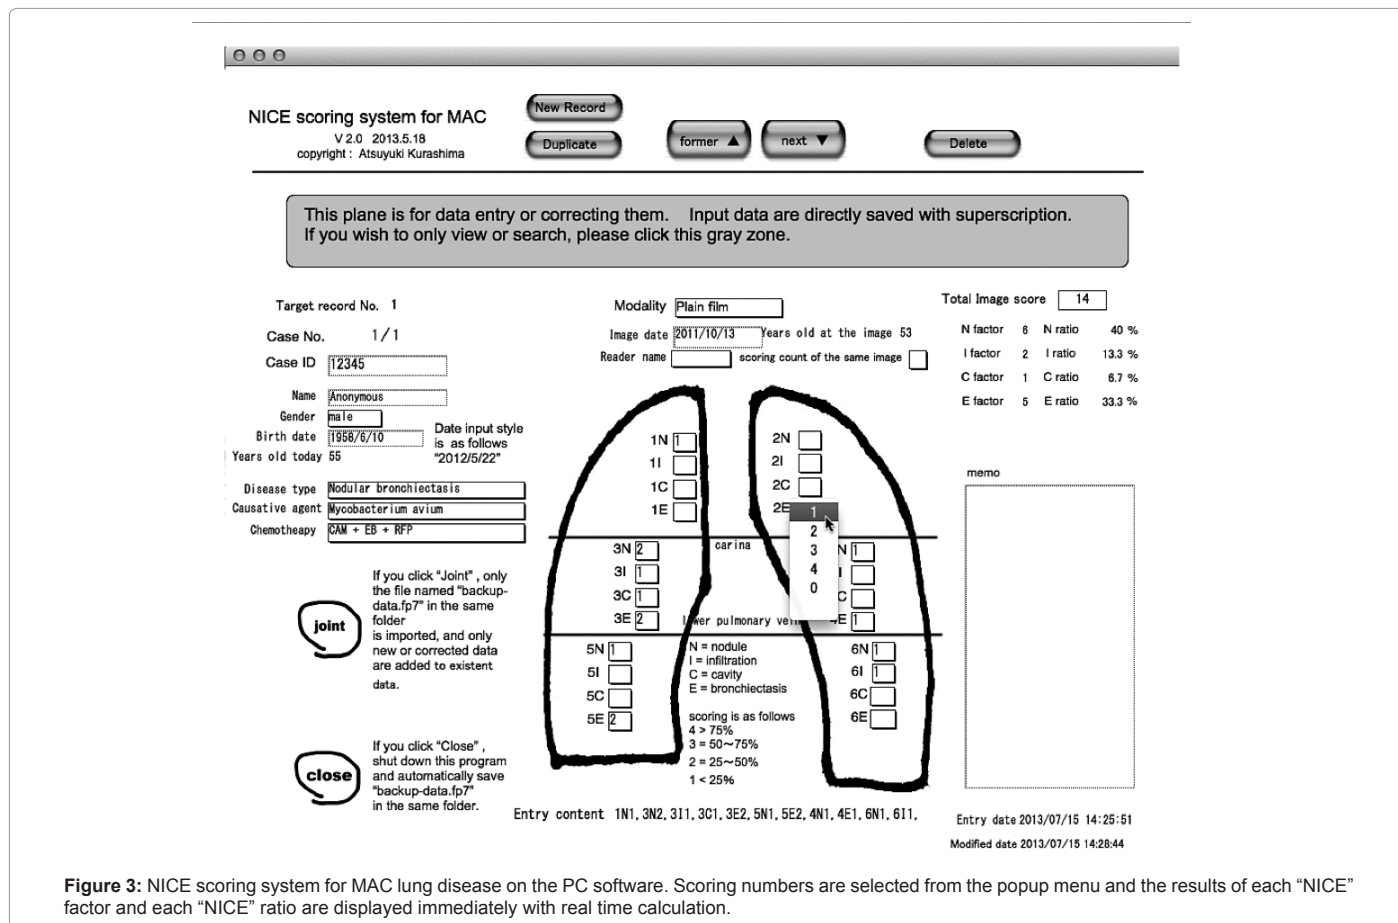 NICE scoring system for MAC
V 2.0 2013.5.18
copyright : Atsuyuki Kurashima
New Record
Duplicate
former ▲
next ▼
Delete
This plane is for data entry or correcting them. Input data are directly saved with superscription.
If you wish to only view or search, please click this gray zone.
Target record No. 1
Case No. 1/1
Case ID 12345
Name Anonymous
Gender male
Birth date 1958/6/10
Years old today 55
Date input style
is as follows
"2012/5/22"
Disease type Nodular bronchiectasis
Causative agent Mycobacterium avium
Chemotheapy CAM + EB + RFP
Modality Plain film
Image date 2011/10/13 Years old at the image 53
Reader name scoring count of the same image
Total Image score 14
N factor 6 N ratio 40 %
I factor 2 I ratio 13.3 %
C factor 1 C ratio 6.7 %
E factor 5 E ratio 33.3 %
memo
1N 1
1I
1C
1E
2N
2I
2C
2E
1
2
3
4
0
carina
3N 2
3I 1
3C 1
3E 2
N 1
I
C
4E 1
lower pulmonary vein
5N 1
5I
5C
5E 2
6N 1
6I 1
6C
6E
N = nodule
I = infiltration
C = cavity
E = bronchiectasis
scoring is as follows
4 > 75%
3 = 50~75%
2 = 25~50%
1 < 25%
joint
If you click "Joint" , only
the file named "backup-
data.fp7" in the same
folder
is imported, and only
new or corrected data
are added to existent
data.
close
If you click "Close" ,
shut down this program
and automatically save
"backup-data.fp7"
in the same folder.
Entry content 1N1, 3N2, 3I1, 3C1, 3E2, 5N1, 5E2, 4N1, 4E1, 6N1, 6I1,
Entry date 2013/07/15 14:25:51
Modified date 2013/07/15 14:28:44
Figure 3: NICE scoring system for MAC lung disease on the PC software. Scoring numbers are selected from the popup menu and the results of each "NICE"
factor and each "NICE" ratio are displayed immediately with real time calculation.